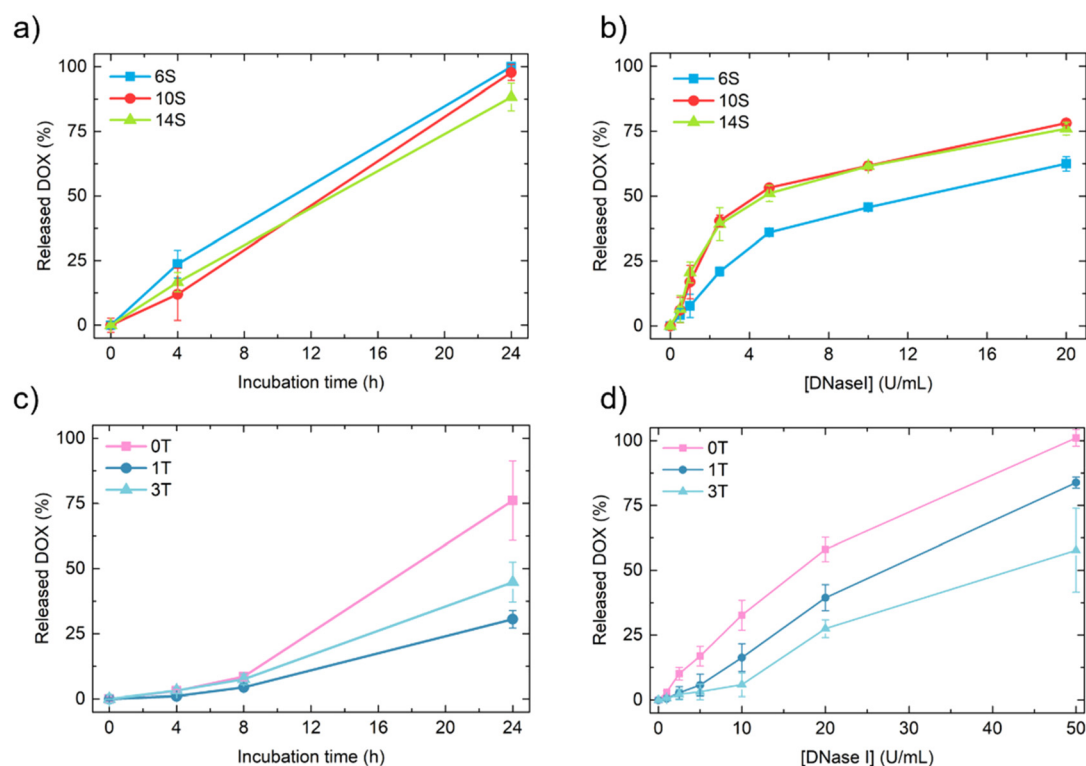 a)
Released DOX (%)
100
75
50
25
0
6S
10S
14S
0 4 8 12 16 20 24
Incubation time (h)
b)
Released DOX (%)
100
75
50
25
0
6S
10S
14S
0 4 8 12 16 20
[DNaseI] (U/mL)
c)
Released DOX (%)
100
75
50
25
0
0T
1T
3T
0 4 8 12 16 20 24
Incubation time (h)
d)
Released DOX (%)
100
75
50
25
0
0T
1T
3T
0 10 20 30 40 50
[DNase I] (U/mL)